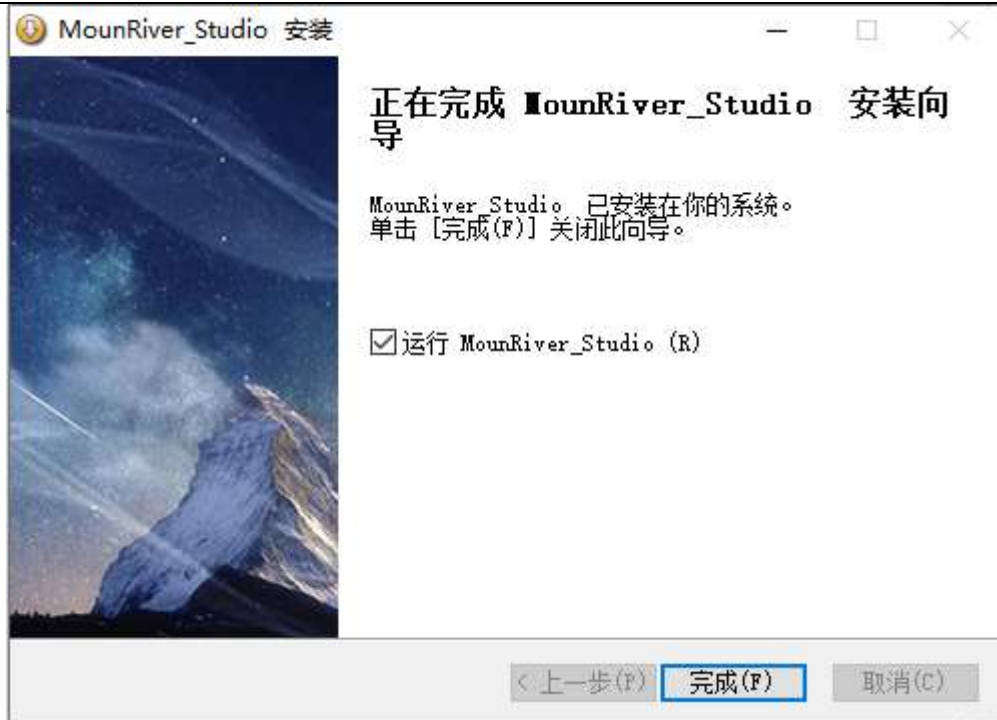 MounRiver_Studio 安装
正在完成 MounRiver_Studio 安装向
导
MounRiver_Studio 已安装在你的系统。
单击 [完成(F)] 关闭此向导。
运行 MounRiver_Studio (R)
< 上一步(P) 完成(F) 取消(C)